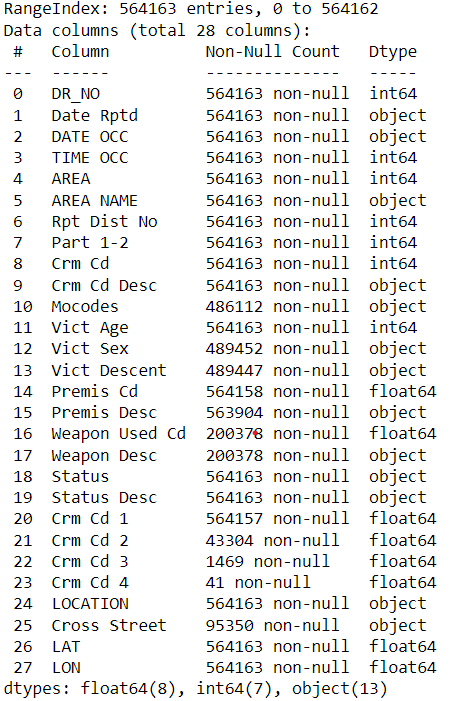 RangeIndex: 564163 entries, 0 to 564162
Data columns (total 28 columns):
 #   Column          Non-Null Count   Dtype
---  ------          --------------   -----
 0   DR_NO           564163 non-null  int64
 1   Date Rptd       564163 non-null  object
 2   DATE OCC        564163 non-null  object
 3   TIME OCC        564163 non-null  int64
 4   AREA            564163 non-null  int64
 5   AREA NAME       564163 non-null  object
 6   Rpt Dist No     564163 non-null  int64
 7   Part 1-2        564163 non-null  int64
 8   Crm Cd          564163 non-null  int64
 9   Crm Cd Desc     564163 non-null  object
 10  Mocodes         486112 non-null  object
 11  Vict Age        564163 non-null  int64
 12  Vict Sex        489452 non-null  object
 13  Vict Descent    489447 non-null  object
 14  Premis Cd       564158 non-null  float64
 15  Premis Desc     563904 non-null  object
 16  Weapon Used Cd  200378 non-null  float64
 17  Weapon Desc     200378 non-null  object
 18  Status          564163 non-null  object
 19  Status Desc     564163 non-null  object
 20  Crm Cd 1        564157 non-null  float64
 21  Crm Cd 2        43304 non-null   float64
 22  Crm Cd 3        1469 non-null    float64
 23  Crm Cd 4        41 non-null      float64
 24  LOCATION        564163 non-null  object
 25  Cross Street    95350 non-null   object
 26  LAT             564163 non-null  float64
 27  LON             564163 non-null  float64
dtypes: float64(8), int64(7), object(13)